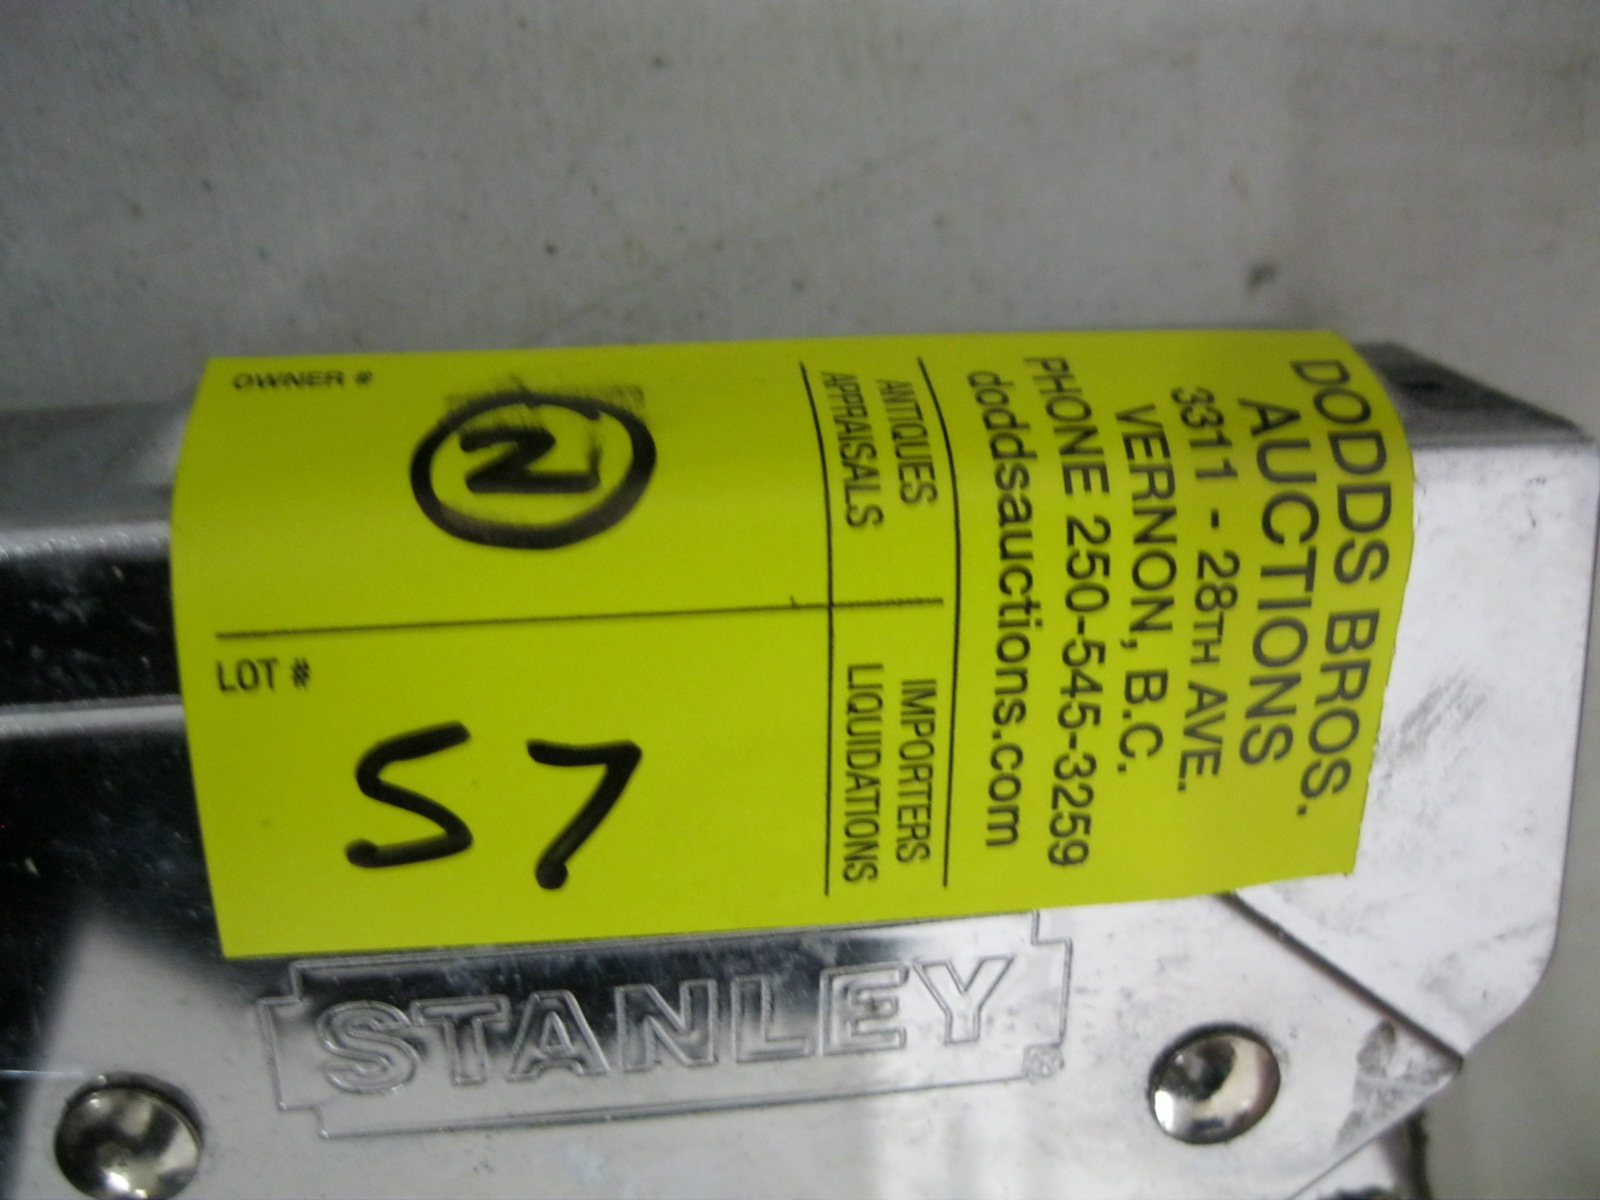 DODDS BROS.
AUCTIONS
3311 - 28TH AVE.
VERNON, B.C.
PHONE 250-545-3259
doddsauctions.com
ANTIQUES
APPRAISALS
IMPORTERS
LIQUIDATIONS
OWNER #
N
LOT #
57
STANLEY®